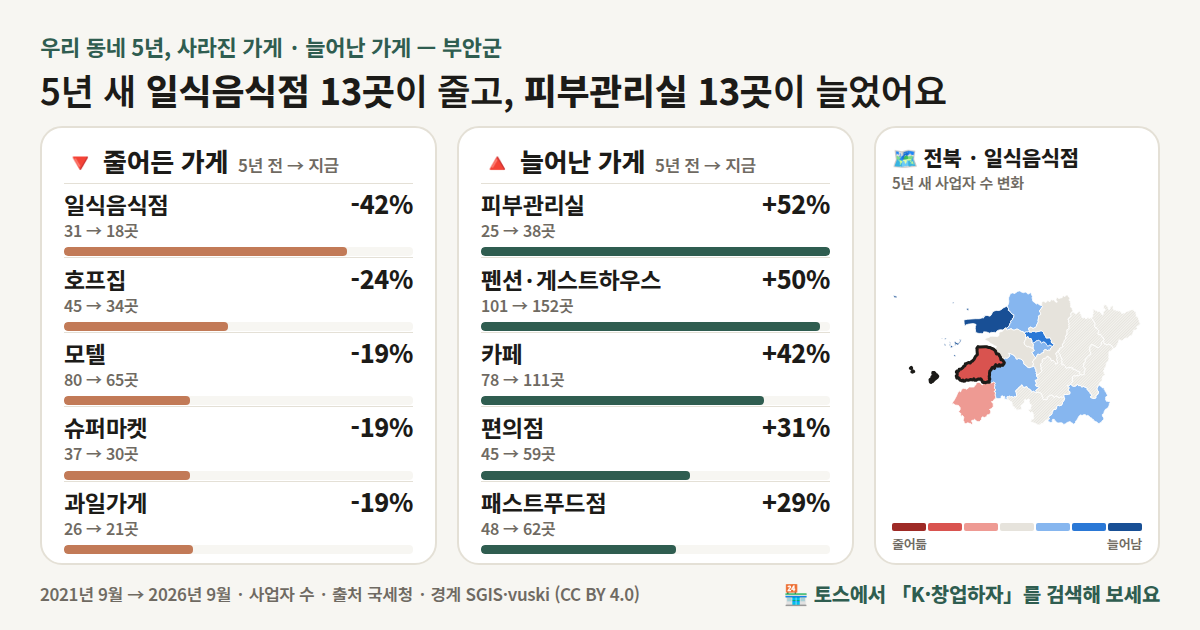 우리 동네 5년, 사라진 가게 · 늘어난 가게 — 부안군
5년 새 일식음식점 13곳이 줄고, 피부관리실 13곳이 늘었어요
줄어든 가게 5년 전 → 지금
일식음식점 -42%
31 → 18곳
호프집 -24%
45 → 34곳
모텔 -19%
80 → 65곳
슈퍼마켓 -19%
37 → 30곳
과일가게 -19%
26 → 21곳
늘어난 가게 5년 전 → 지금
피부관리실 +52%
25 → 38곳
펜션·게스트하우스 +50%
101 → 152곳
카페 +42%
78 → 111곳
편의점 +31%
45 → 59곳
패스트푸드점 +29%
48 → 62곳
전북 · 일식음식점
5년 새 사업자 수 변화
줄어듦 늘어남
2021년 9월 → 2026년 9월 · 사업자 수 · 출처 국세청 · 경계 SGIS·vuski (CC BY 4.0)
토스에서 「K·창업하자」를 검색해 보세요